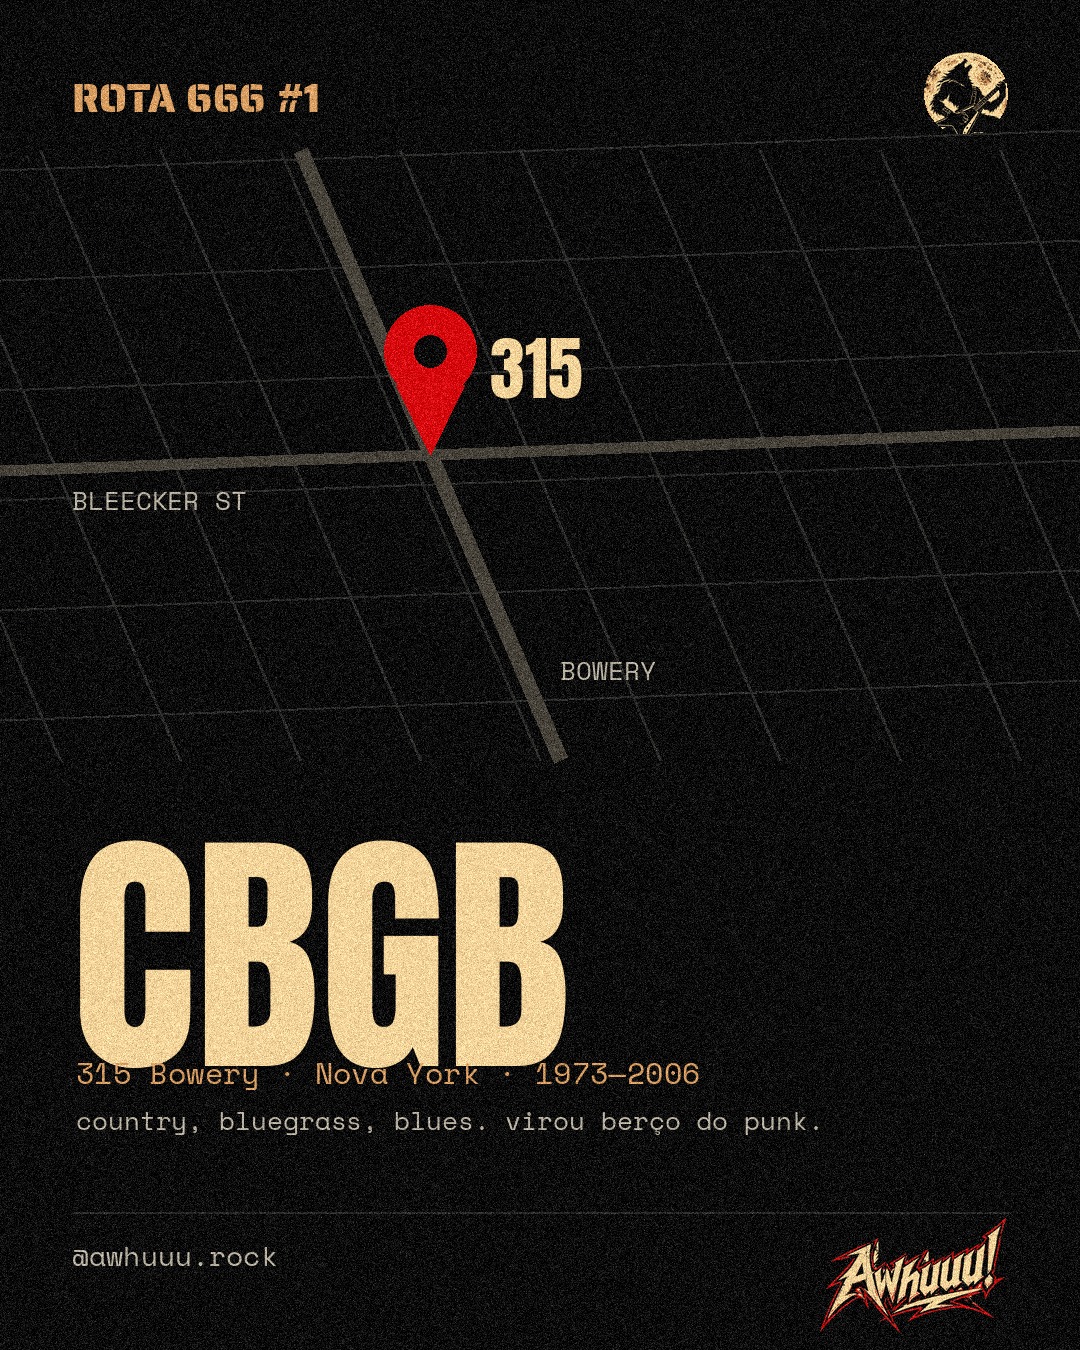 ROTA 666 #1
315
BLEECKER ST
BOWERY
CBGB
315 Bowery · Nova York · 1973—2006
country, bluegrass, blues. virou berço do punk.
@awhuuu.rock
Awhuuu!